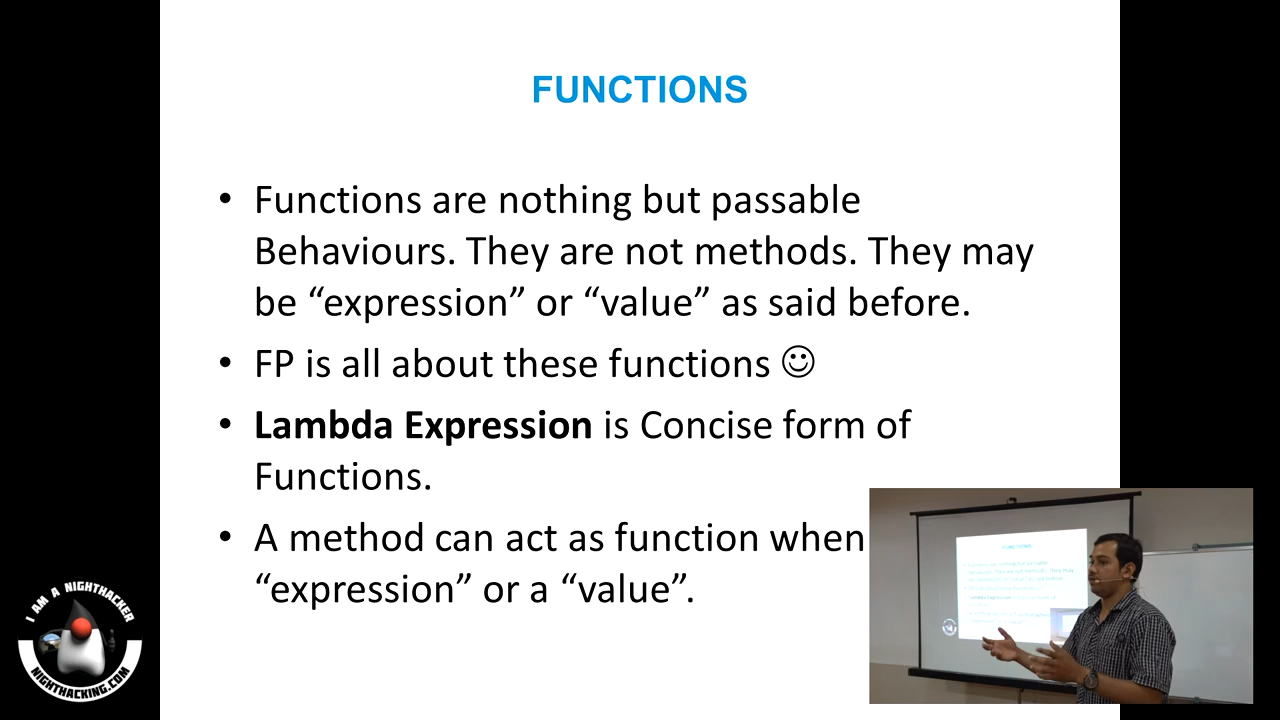 FUNCTIONS
• Functions are nothing but passable
Behaviours. They are not methods. They may
be “expression” or “value” as said before.
• FP is all about these functions ☺
• Lambda Expression is Concise form of
Functions.
• A method can act as function when
“expression” or a “value”.
I AM A NIGHTHACKER
NIGHTHACKING.COM
FUNCTIONS